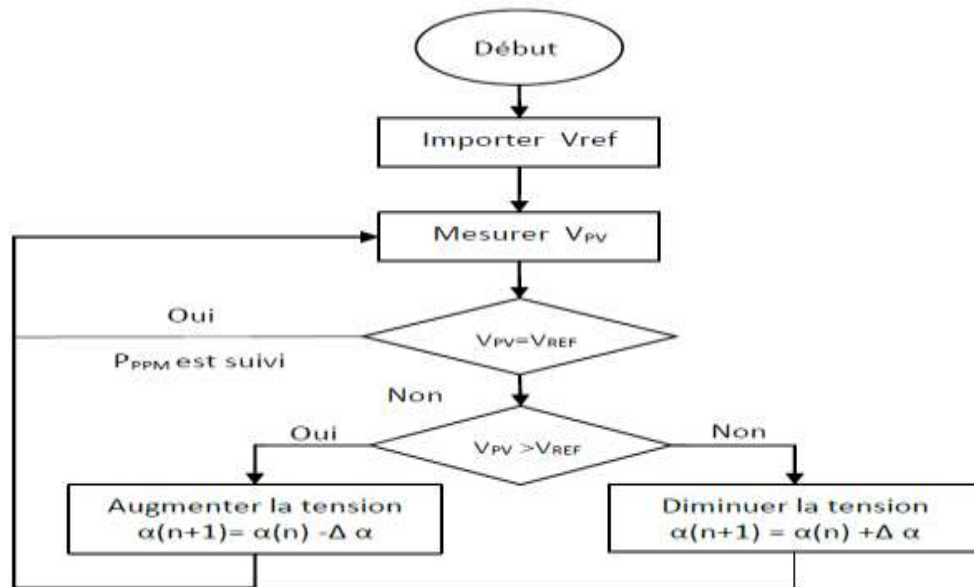 Début
Importer Vref
Mesurer VPV
Oui
VPV=VREF
PPPM est suivi
Non
Oui
VPV >VREF
Non
Augmenter la tension
α(n+1)= α(n) -Δ α
Diminuer la tension
α(n+1) = α(n) +Δ α